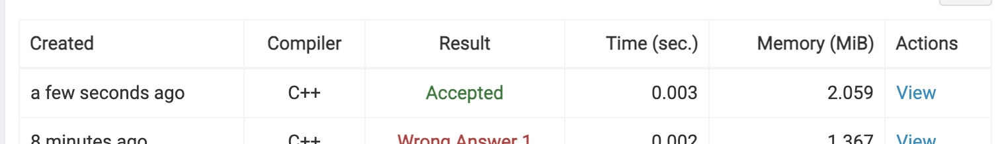 Created Compiler Result Time (sec.) Memory (MiB) Actions
a few seconds ago C++ Accepted 0.003 2.059 View
8 minutes ago C++ Wrong Answer 1 0.002 1.367 View